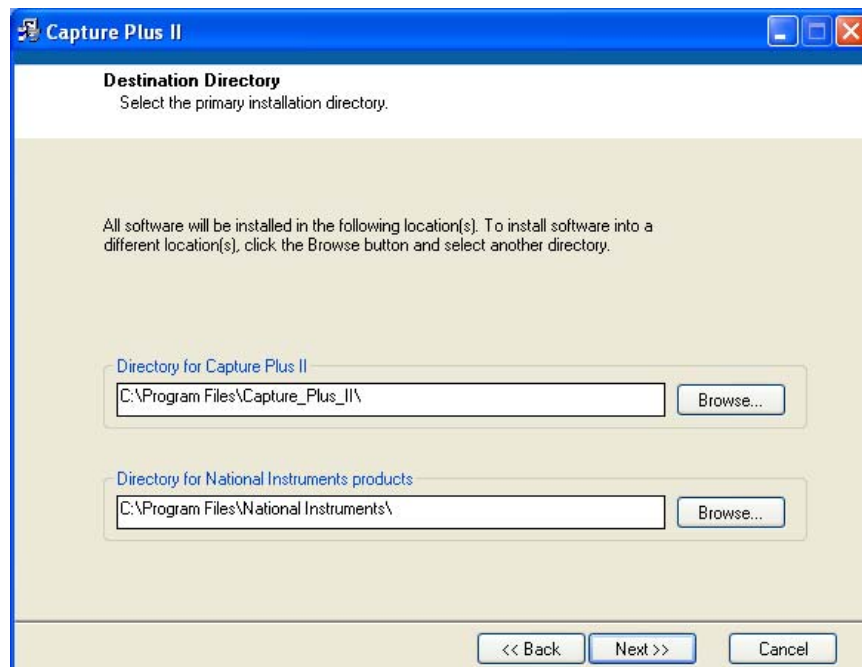 Capture Plus II
Destination Directory
Select the primary installation directory.
All software will be installed in the following location(s). To install software into a
different location(s), click the Browse button and select another directory.
Directory for Capture Plus II
C:\Program Files\Capture_Plus_II\
Browse...
Directory for National Instruments products
C:\Program Files\National Instruments\
Browse...
<< Back
Next >>
Cancel